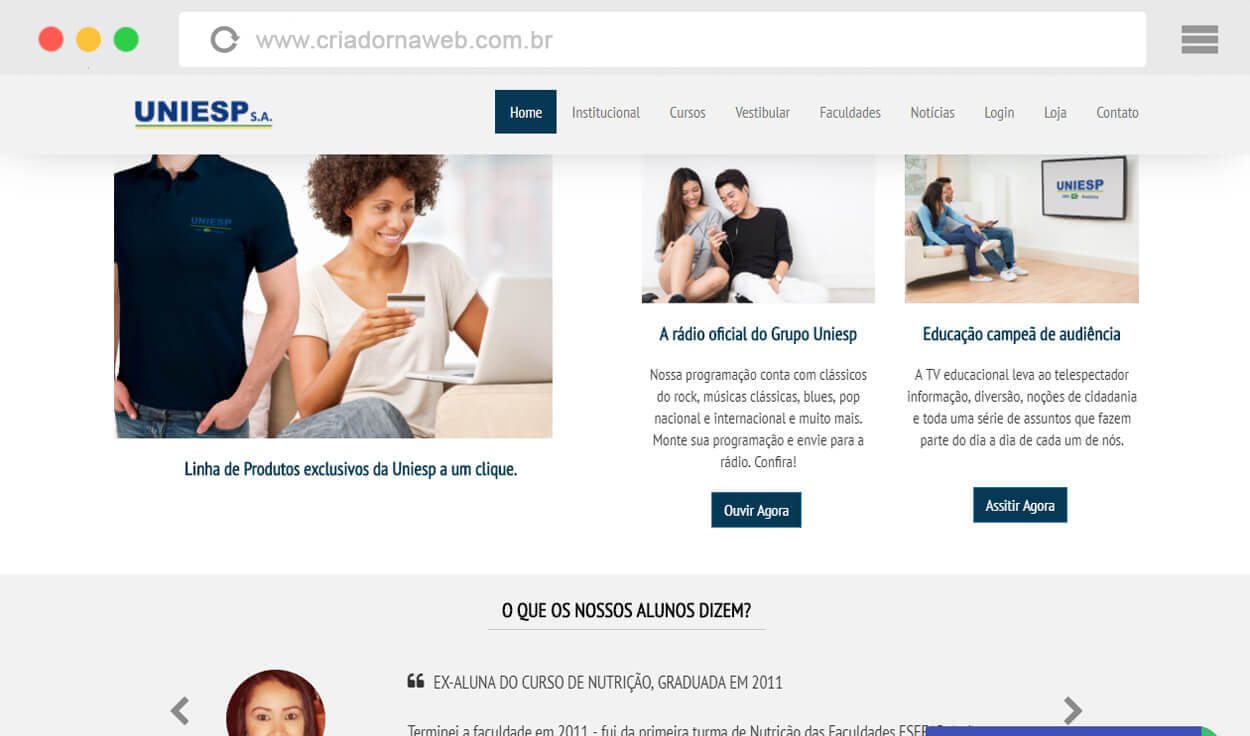 www.criadornaweb.com.br
UNIESP S.A.
Home Institucional Cursos Vestibular Faculdades Notícias Login Loja Contato
UNIESP
UNIESP
Linha de Produtos exclusivos da Uniesp a um clique.
A rádio oficial do Grupo Uniesp
Nossa programação conta com clássicos
do rock, músicas clássicas, blues, pop
nacional e internacional e muito mais.
Monte sua programação e envie para a
rádio. Confira!
Ouvir Agora
Educação campeã de audiência
A TV educacional leva ao telespectador
informação, diversão, noções de cidadania
e toda uma série de assuntos que fazem
parte do dia a dia de cada um de nós.
Assitir Agora
O QUE OS NOSSOS ALUNOS DIZEM?
❝ EX-ALUNA DO CURSO DE NUTRIÇÃO, GRADUADA EM 2011
Terminei a faculdade em 2011 - fui da primeira turma de Nutrição das Faculdades